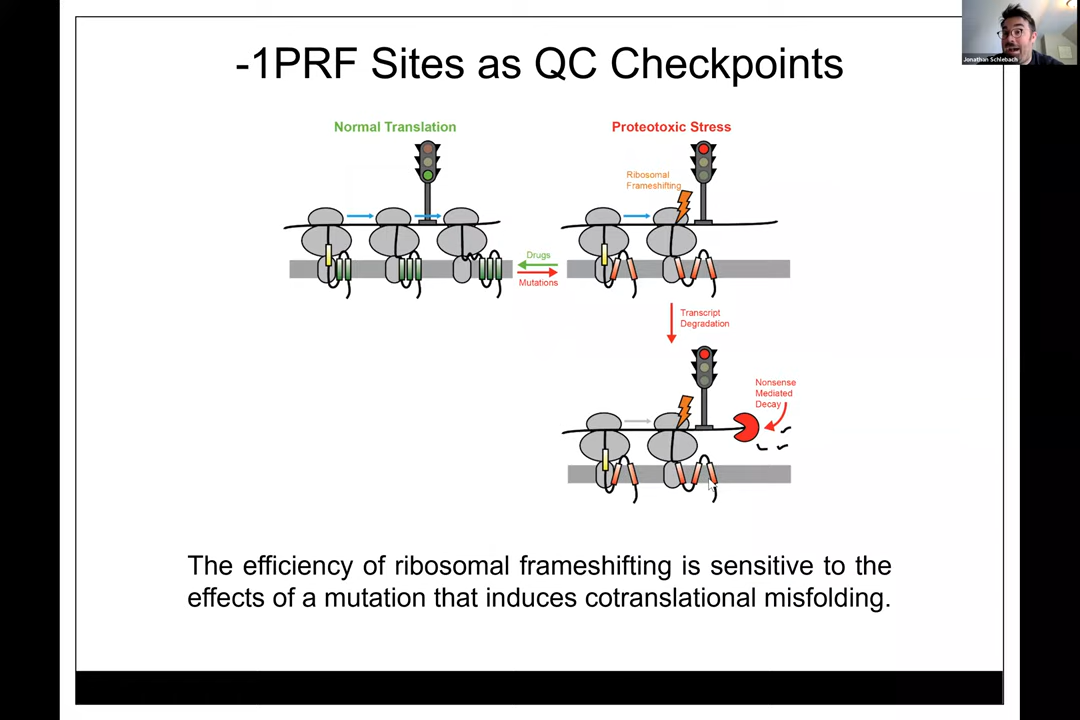 -1PRF Sites as QC Checkpoints
Jonathan Schlebach
Normal Translation
Proteotoxic Stress
Ribosomal
Frameshifting
Drugs
Mutations
Transcript
Degradation
Nonsense
Mediated
Decay
The efficiency of ribosomal frameshifting is sensitive to the
effects of a mutation that induces cotranslational misfolding.